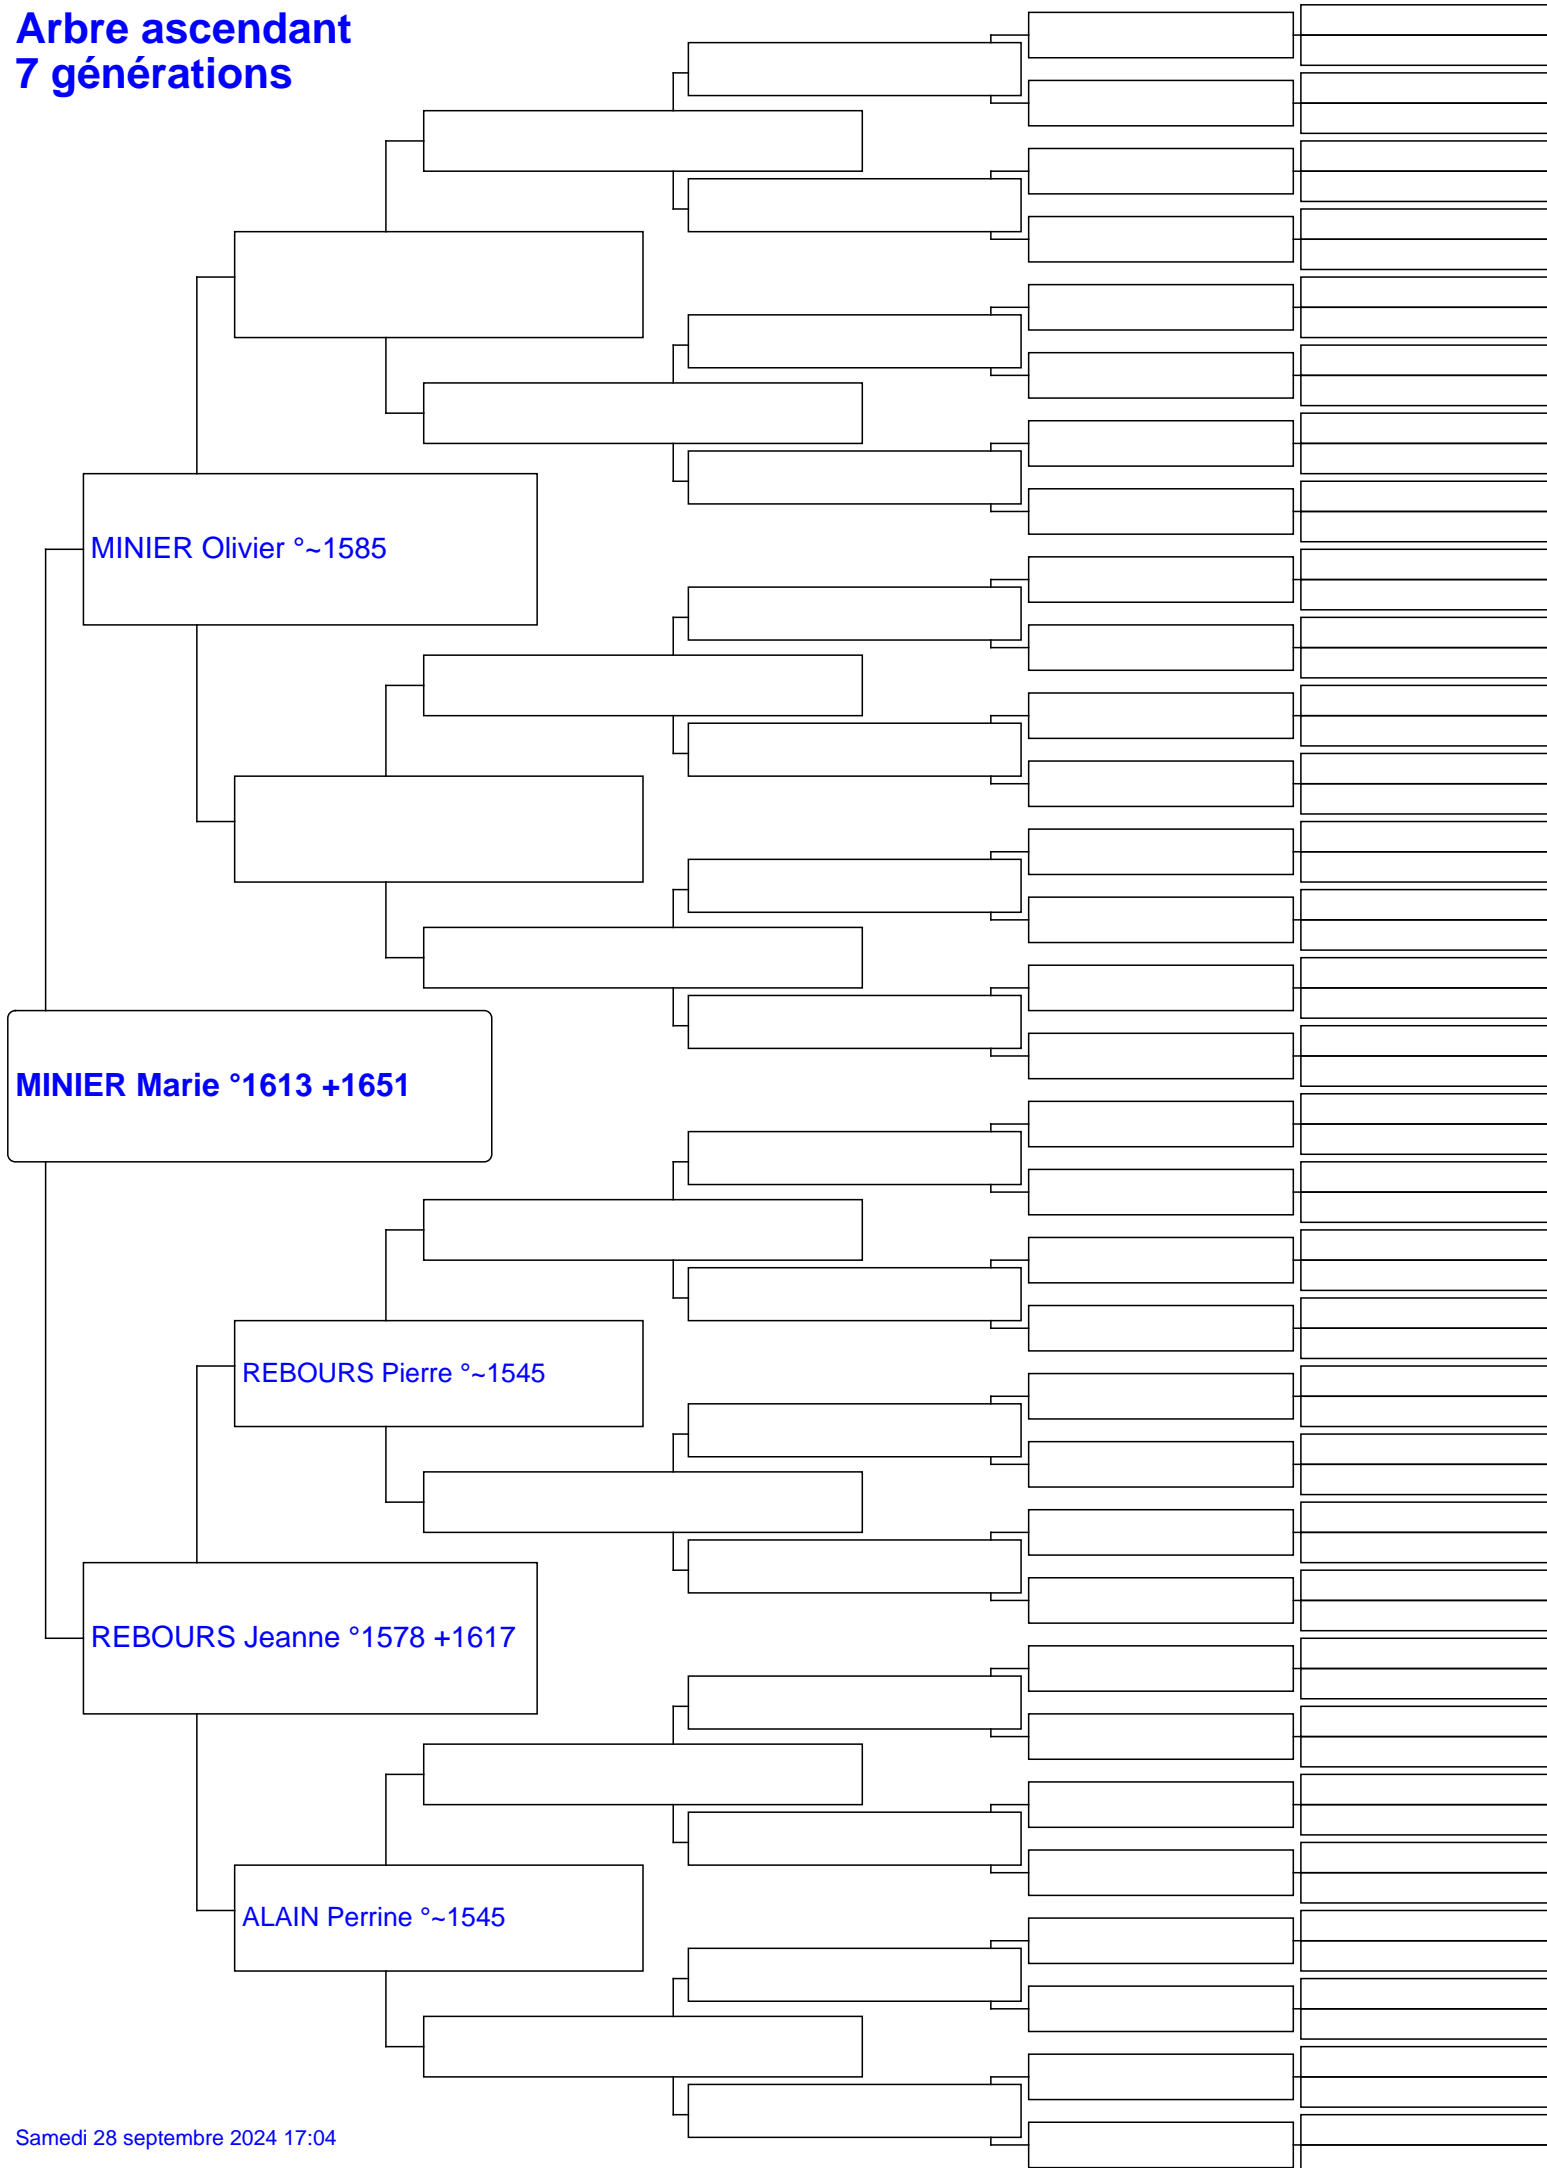 Arbre ascendant
7 générations
MINIER Olivier °~1585
MINIER Marie °1613 +1651
REBOURS Pierre °~1545
REBOURS Jeanne °1578 +1617
ALAIN Perrine °~1545
Samedi 28 septembre 2024 17:04